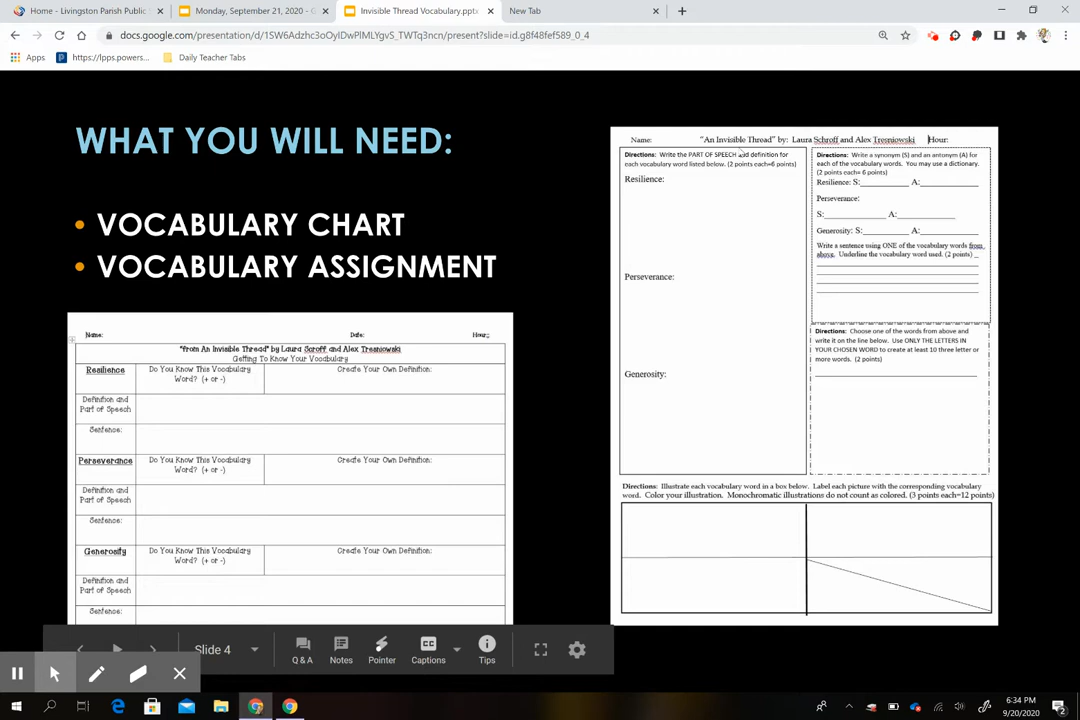 Home - Livingston Parish Public S
Monday, September 21, 2020 - G
Invisible Thread Vocabulary.pptx
New Tab
docs.google.com/presentation/d/1SW6Adzhc3oOyIDwPlMLYgvS_TWTq3ncn/present?slide=id.g8f48fef589_0_4
Apps
https://lpps.powers...
Daily Teacher Tabs
WHAT YOU WILL NEED:
• VOCABULARY CHART
• VOCABULARY ASSIGNMENT
Name:
Date:
Hour:
"from An Invisible Thread" by Laura Scroff and Alex Tresniowski
Getting To Know Your Vocabulary
Resilience
Do You Know This Vocabulary Word? (+ or -)
Create Your Own Definition:
Definition and Part of Speech
Sentence:
Perseverance
Do You Know This Vocabulary Word? (+ or -)
Create Your Own Definition:
Definition and Part of Speech
Sentence:
Generosity
Do You Know This Vocabulary Word? (+ or -)
Create Your Own Definition:
Definition and Part of Speech
Sentence:
Name:
"An Invisible Thread" by: Laura Schroff and Alex Tresniowski
Hour:
Directions: Write the PART OF SPEECH and definition for
each vocabulary word listed below. (2 points each=6 points)
Resilience:
Perseverance:
Generosity:
Directions: Write a synonym (S) and an antonym (A) for
each of the vocabulary words. You may use a dictionary.
(2 points each= 6 points)
Resilience: S:__________ A:____________
Perseverance:
S:____________ A:____________
Generosity: S:_________ A:____________
Write a sentence using ONE of the vocabulary words from
above. Underline the vocabulary word used. (2 points) _
Directions: Choose one of the words from above and
write it on the line below. Use ONLY THE LETTERS IN
YOUR CHOSEN WORD to create at least 10 three letter or
more words. (2 points)
Directions: Illustrate each vocabulary word in a box below. Label each picture with the corresponding vocabulary
word. Color your illustration. Monochromatic illustrations do not count as colored. (3 points each=12 points)
Slide 4
Q & A
Notes
Pointer
CC
Captions
Tips
6:34 PM
9/20/2020
2